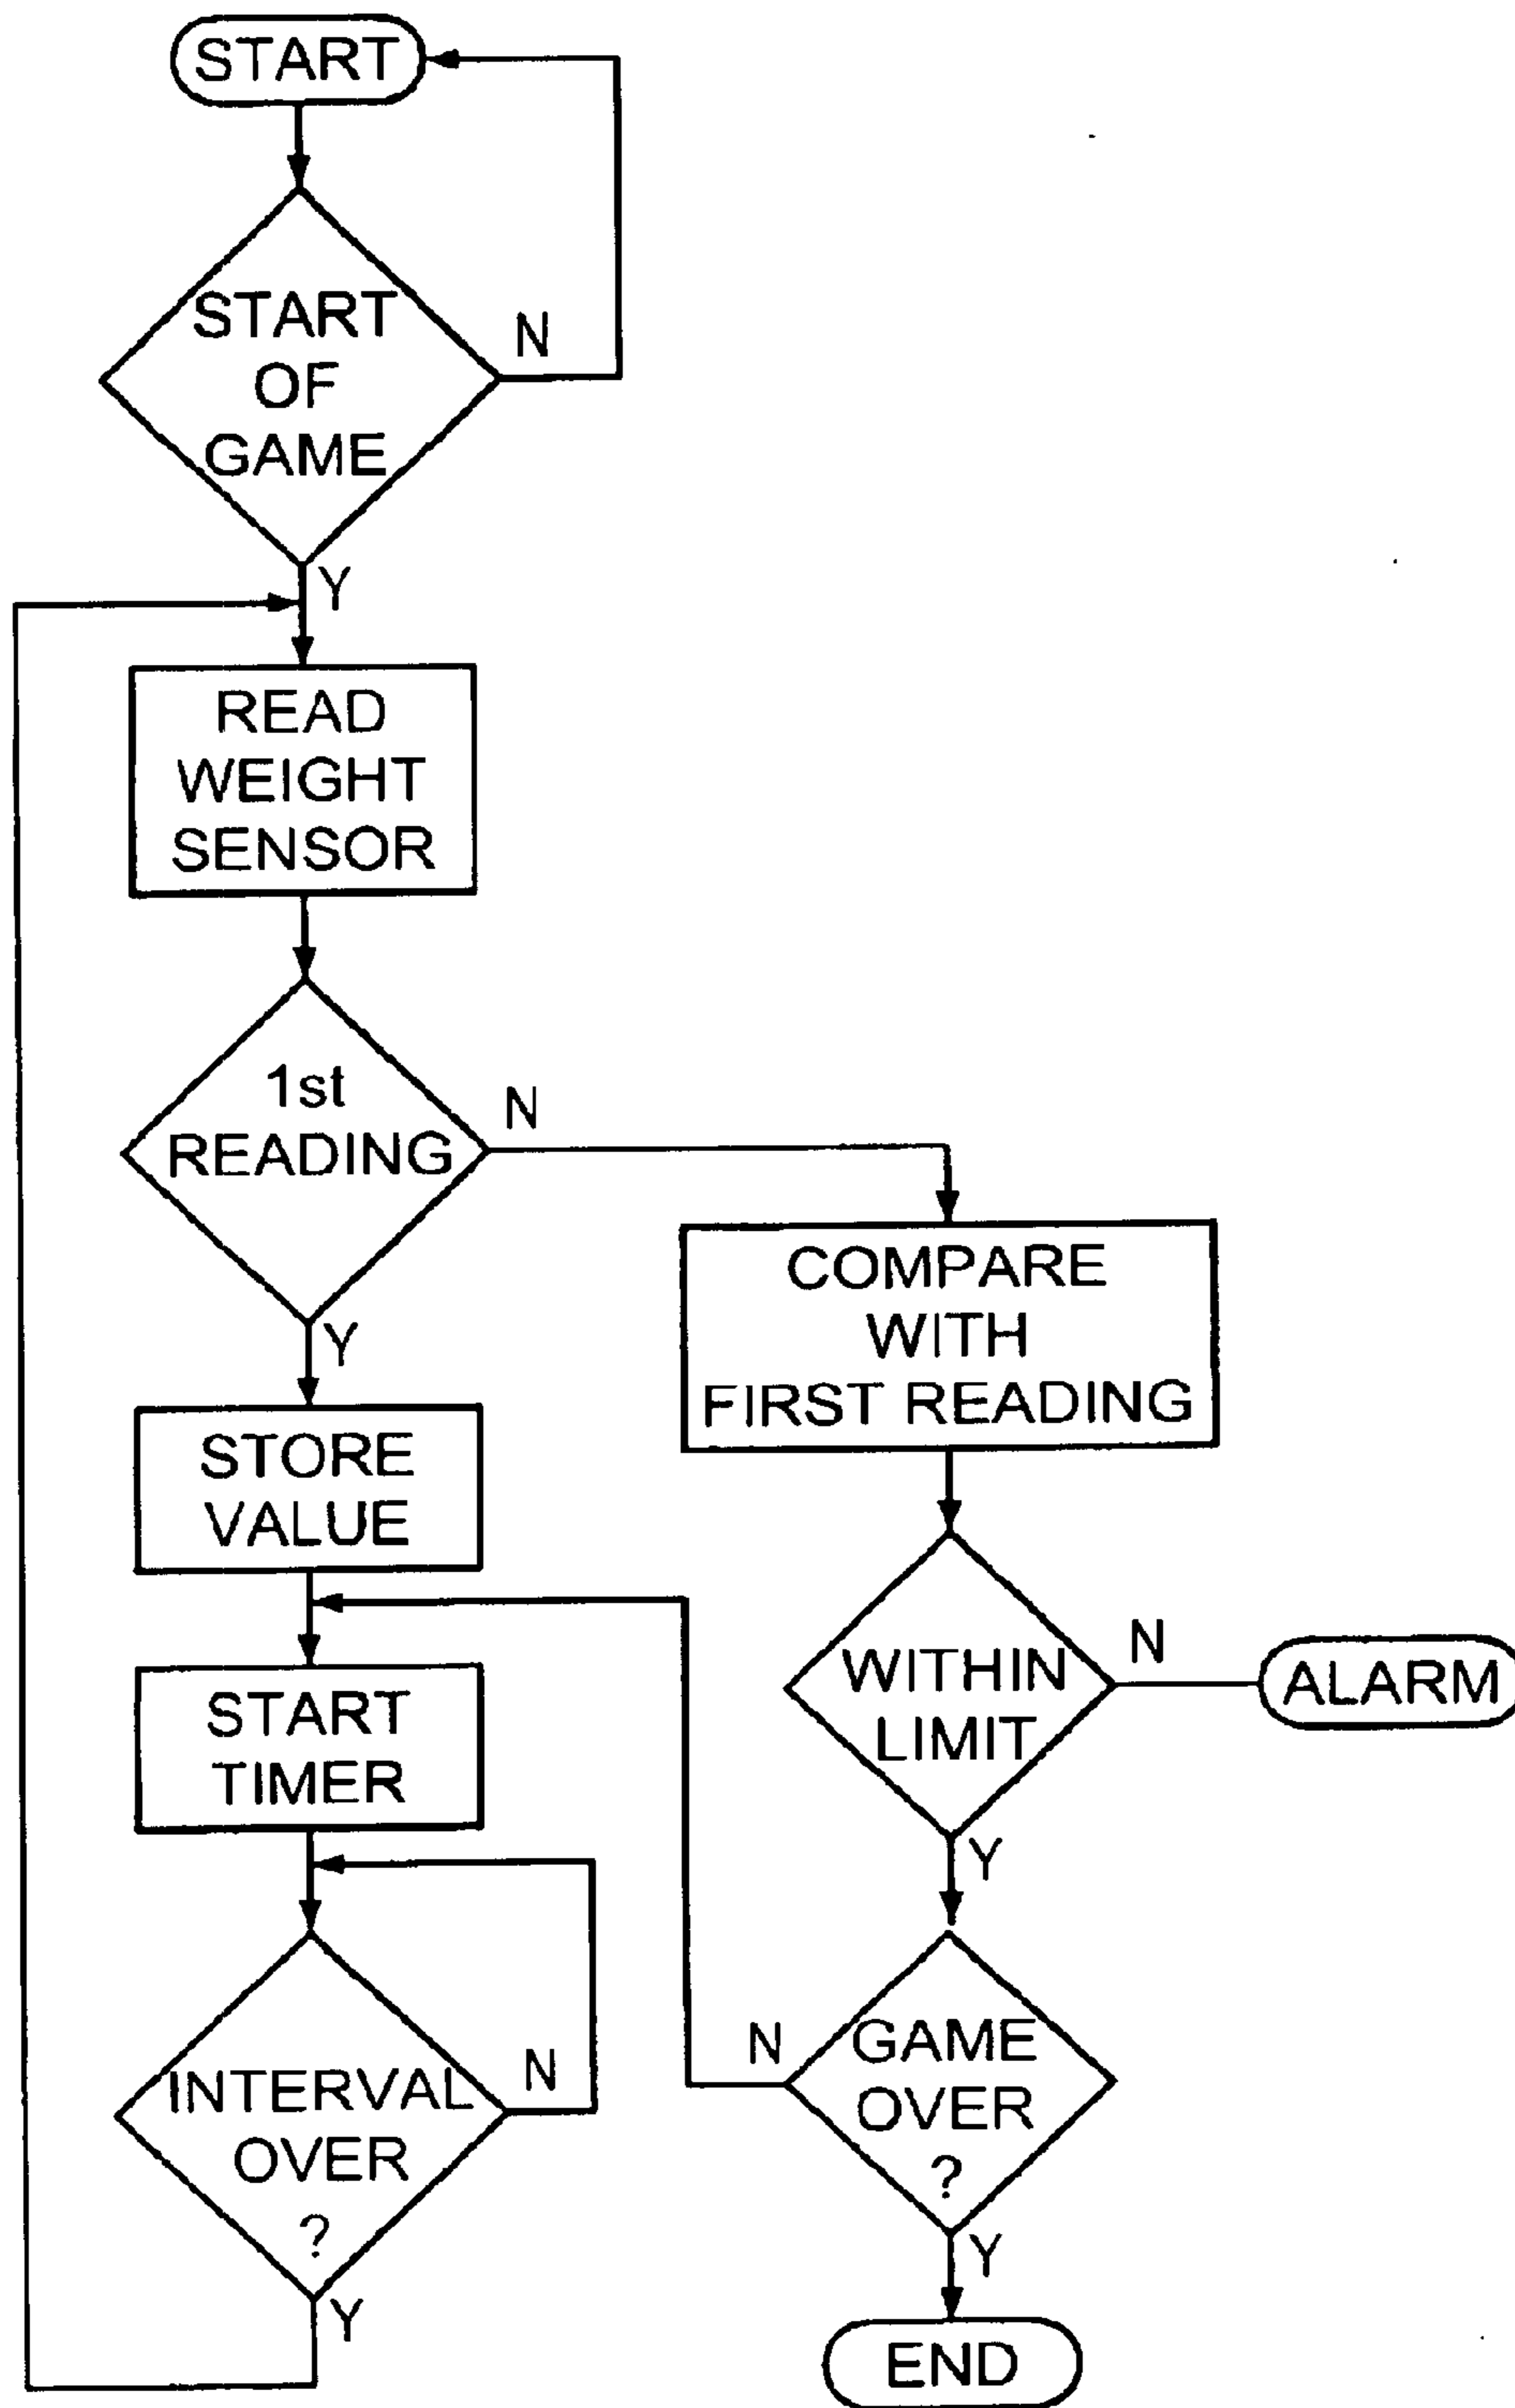 START
START
OF
GAME
N
Y
READ
WEIGHT
SENSOR
1st
READING
N
Y
COMPARE
WITH
FIRST READING
STORE
VALUE
WITHIN
LIMIT
N
ALARM
Y
START
TIMER
INTERVAL
OVER
?
N
Y
GAME
OVER
?
N
Y
END